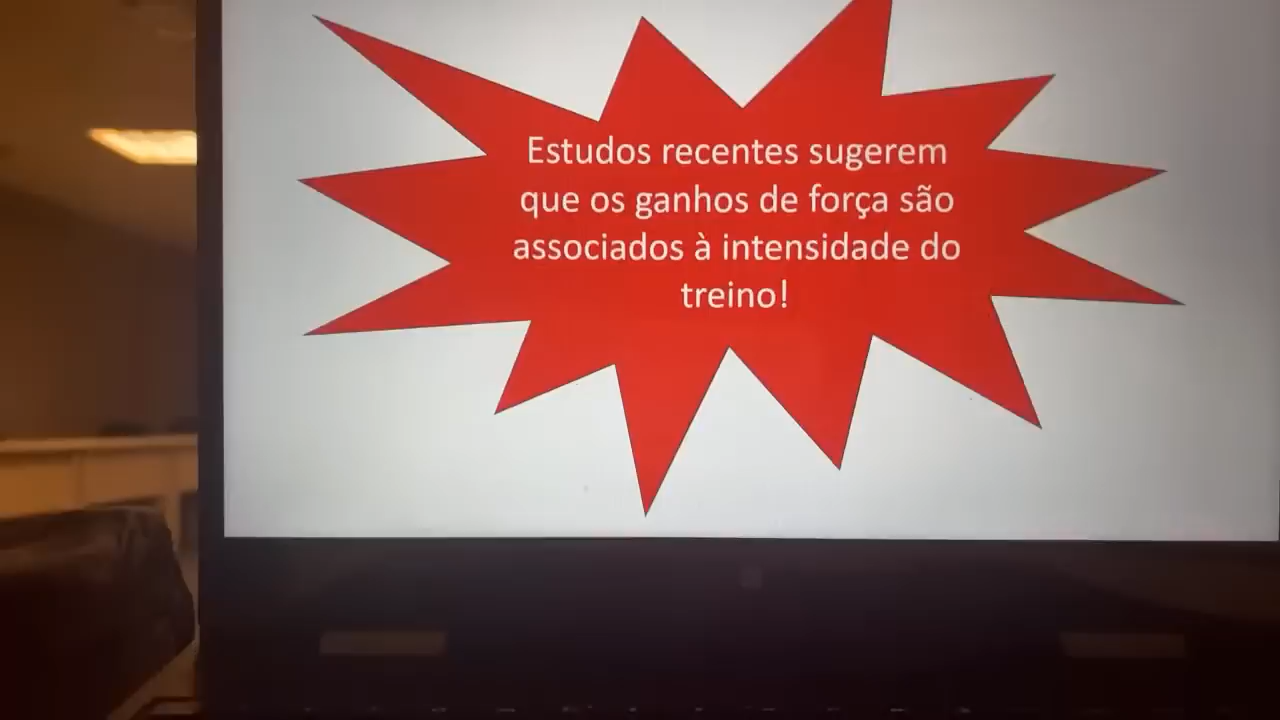 Estudos recentes sugerem
que os ganhos de força são
associados à intensidade do
treino!